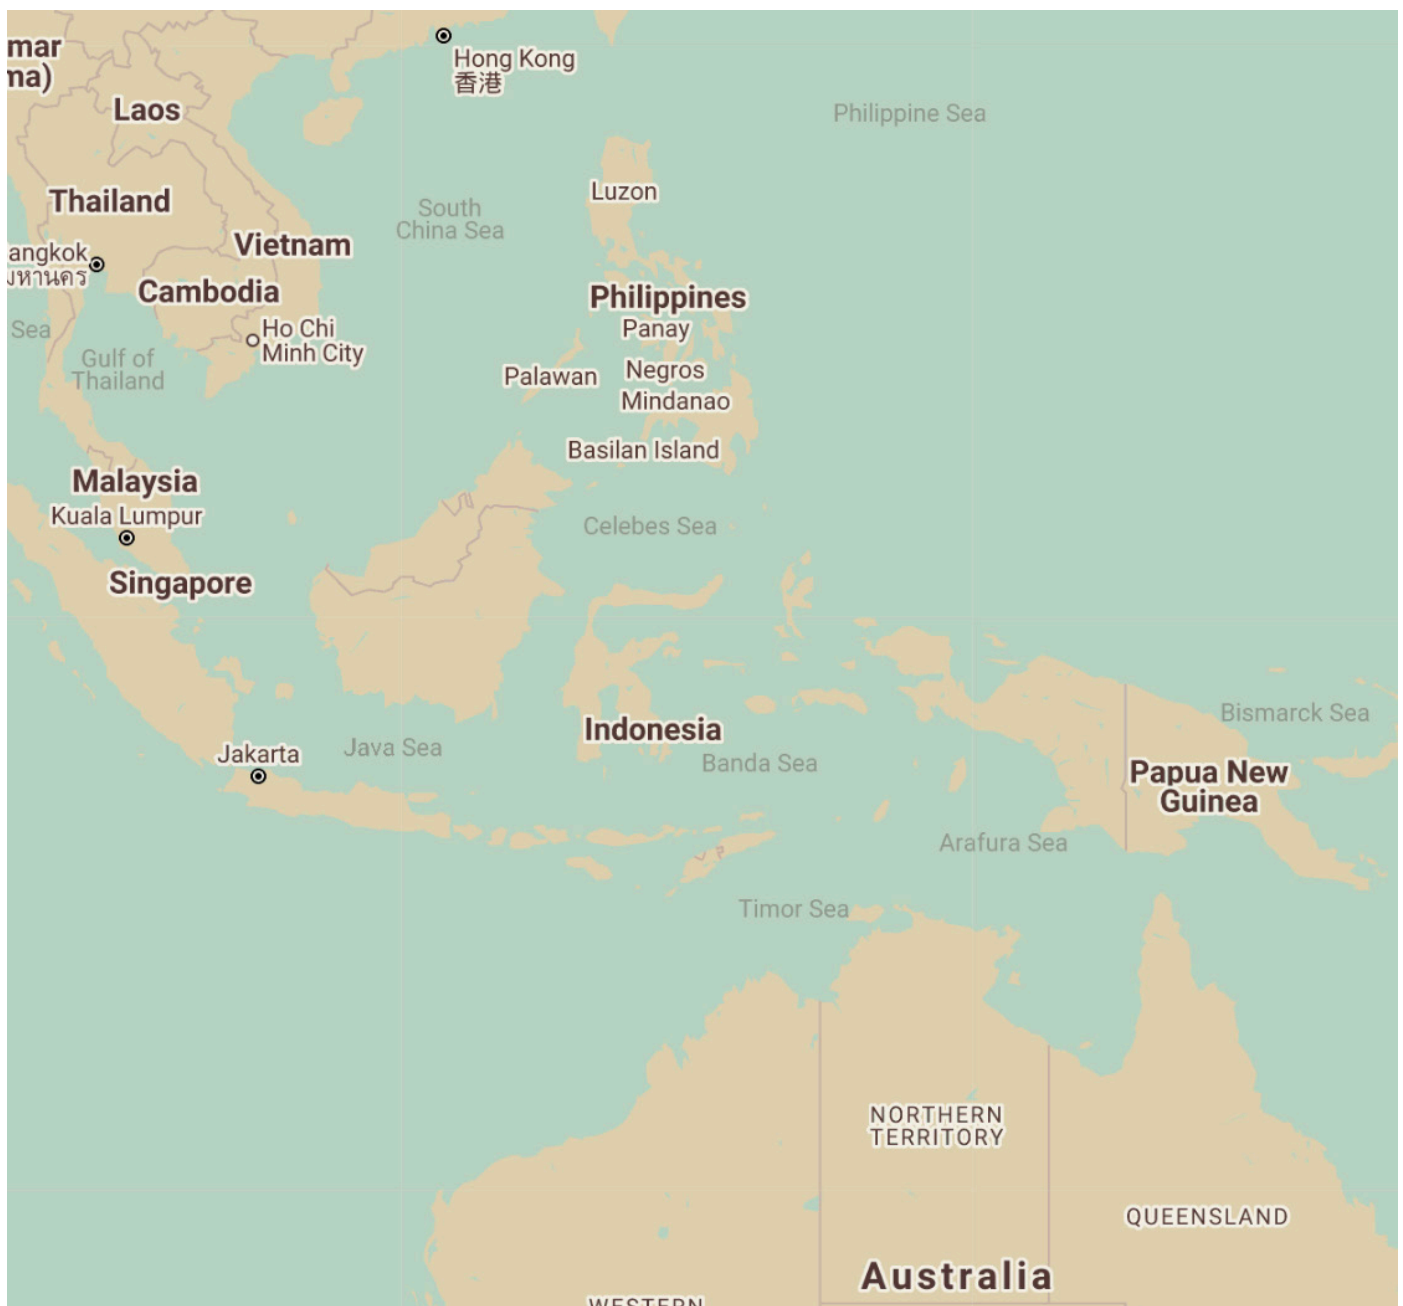 mar
ma)
Hong Kong
香港
Laos
Philippine Sea
Thailand
Luzon
South
China Sea
Vietnam
angkok
มหานคร
Cambodia
Philippines
Sea
Ho Chi
Minh City
Panay
Gulf of
Thailand
Palawan
Negros
Mindanao
Basilan Island
Malaysia
Kuala Lumpur
Celebes Sea
Singapore
Bismarck Sea
Indonesia
Java Sea
Jakarta
Banda Sea
Papua New
Guinea
Arafura Sea
Timor Sea
NORTHERN
TERRITORY
QUEENSLAND
Australia
WESTERN